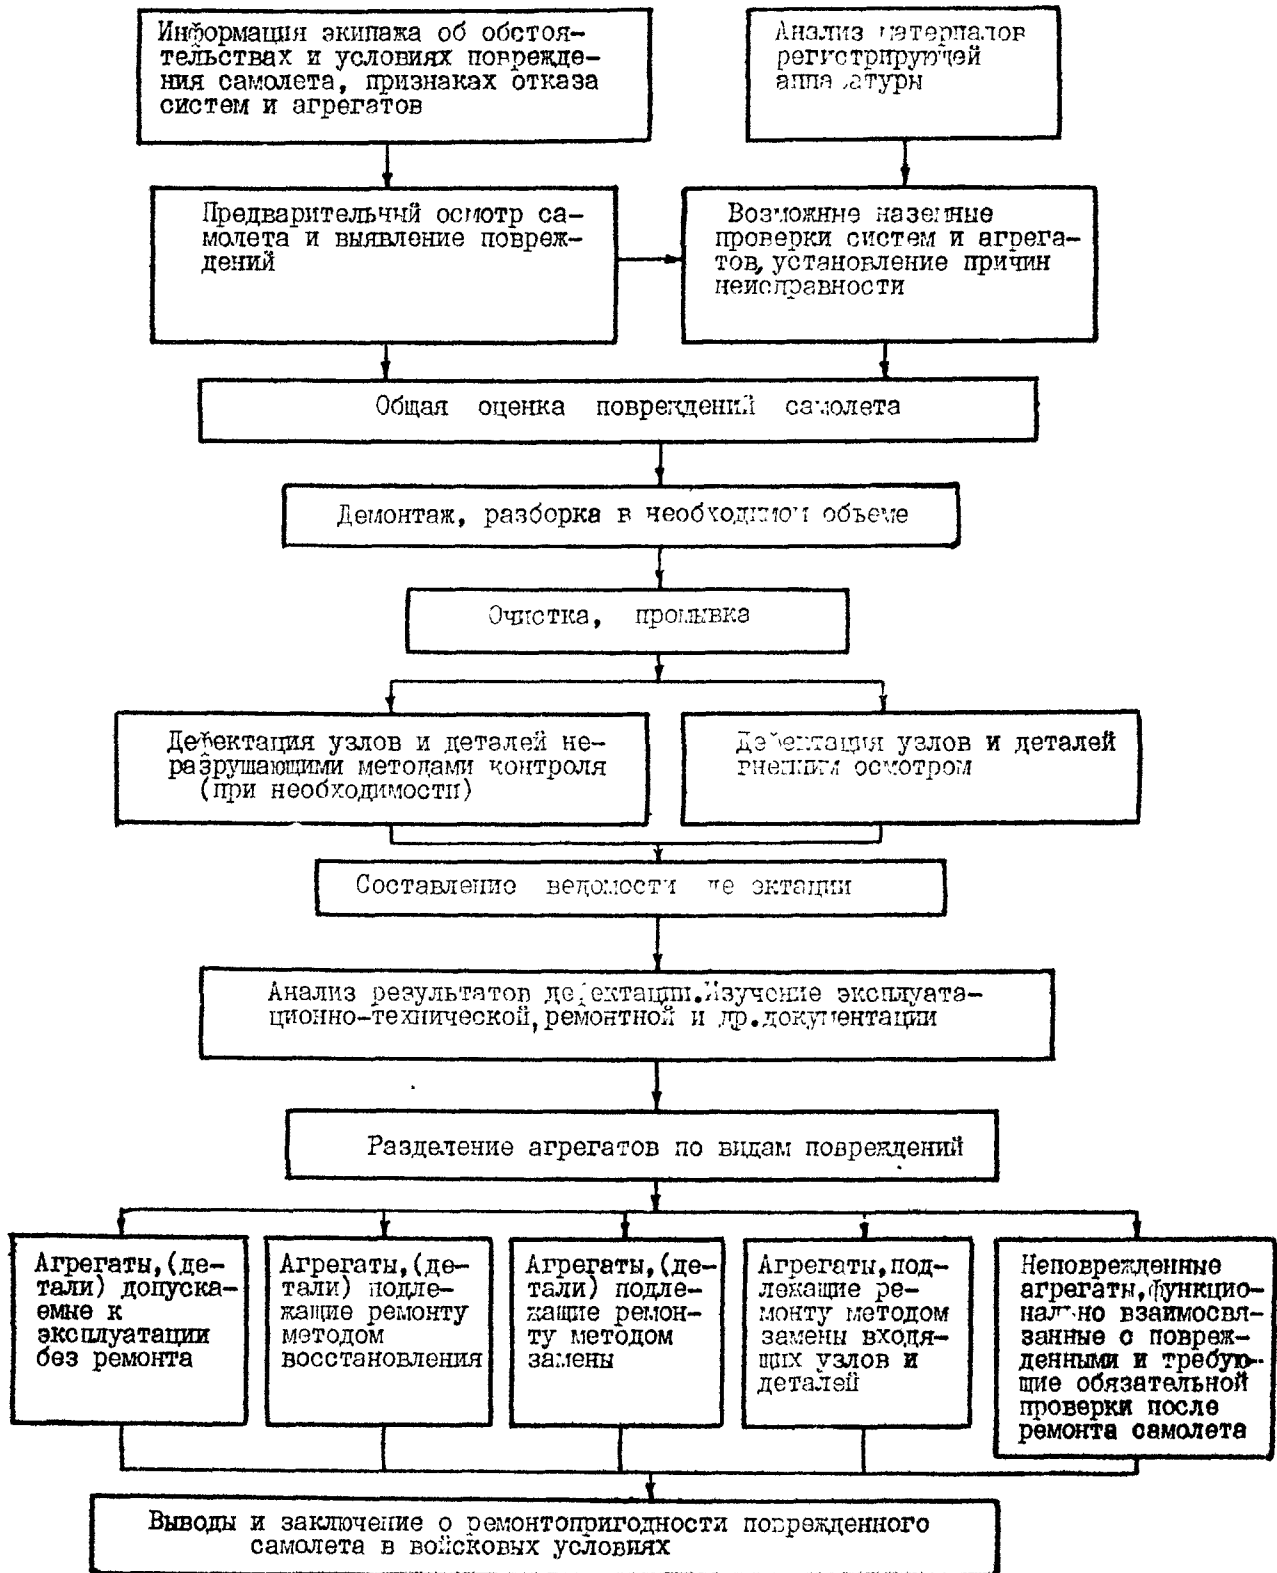 Информация экипажа об обстоя-
тельствах и условиях поврежде-
ния самолета, признаках отказа
систем и агрегатов
Анализ материалов
регистрирующей
аппаратуры
Предварительный осмотр са-
молета и выявление повреж-
дений
Возможные наземные
проверки систем и агрега-
тов, установление причин
неисправности
Общая оценка повреждений самолета
Демонтаж, разборка в необходимом объеме
Очистка, промывка
Дефектация узлов и деталей не-
разрушающими методами контроля
(при необходимости)
Дефектация узлов и деталей
внешним осмотром
Составление ведомости дефектации
Анализ результатов дефектации. Изучение эксплуата-
ционно-технической, ремонтной и др. документации
Разделение агрегатов по видам повреждений
Агрегаты, (де-
тали) допуска-
емые к
эксплуатации
без ремонта
Агрегаты, (де-
тали) подле-
жащие ремонту
методом
восстановления
Агрегаты, (де-
тали) подле-
жащие ремон-
ту методом
замены
Агрегаты, под-
лежащие ре-
монту методом
замены входя-
щих узлов и
деталей
Неповрежденные
агрегаты, функцио-
нально взаимосвя-
занные с повреж-
денными и требую-
щие обязательной
проверки после
ремонта самолета
Выводы и заключение о ремонтопригодности поврежденного
самолета в войсковых условиях